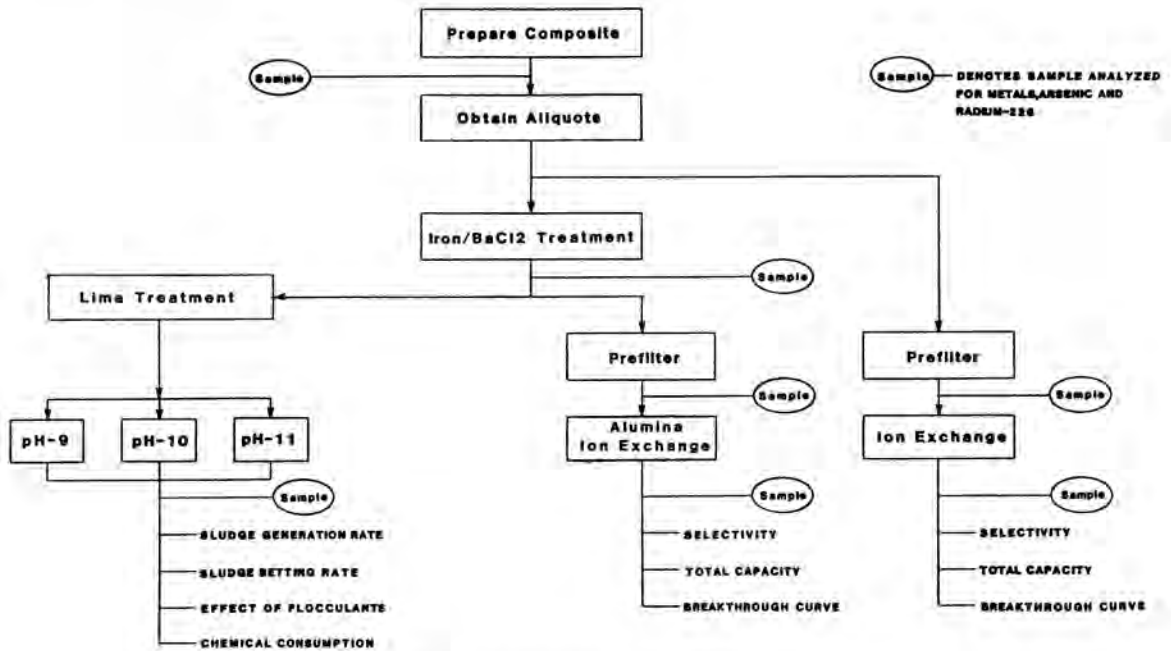 Prepare Composite
Sample
Sample
DENOTES SAMPLE ANALYZED
FOR METALS,ARSENIC AND
RADIUM-226
Obtain Aliquote
Iron/BaCl2 Treatment
Sample
Lime Treatment
Prefilter
Prefilter
Sample
Sample
pH-9
pH-10
pH-11
Alumina
Ion Exchange
Ion Exchange
Sample
Sample
Sample
SLUDGE GENERATION RATE
SELECTIVITY
SELECTIVITY
SLUDGE SETTING RATE
TOTAL CAPACITY
TOTAL CAPACITY
EFFECT OF FLOCCULANTS
BREAKTHROUGH CURVE
BREAKTHROUGH CURVE
CHEMICAL CONSUMPTION